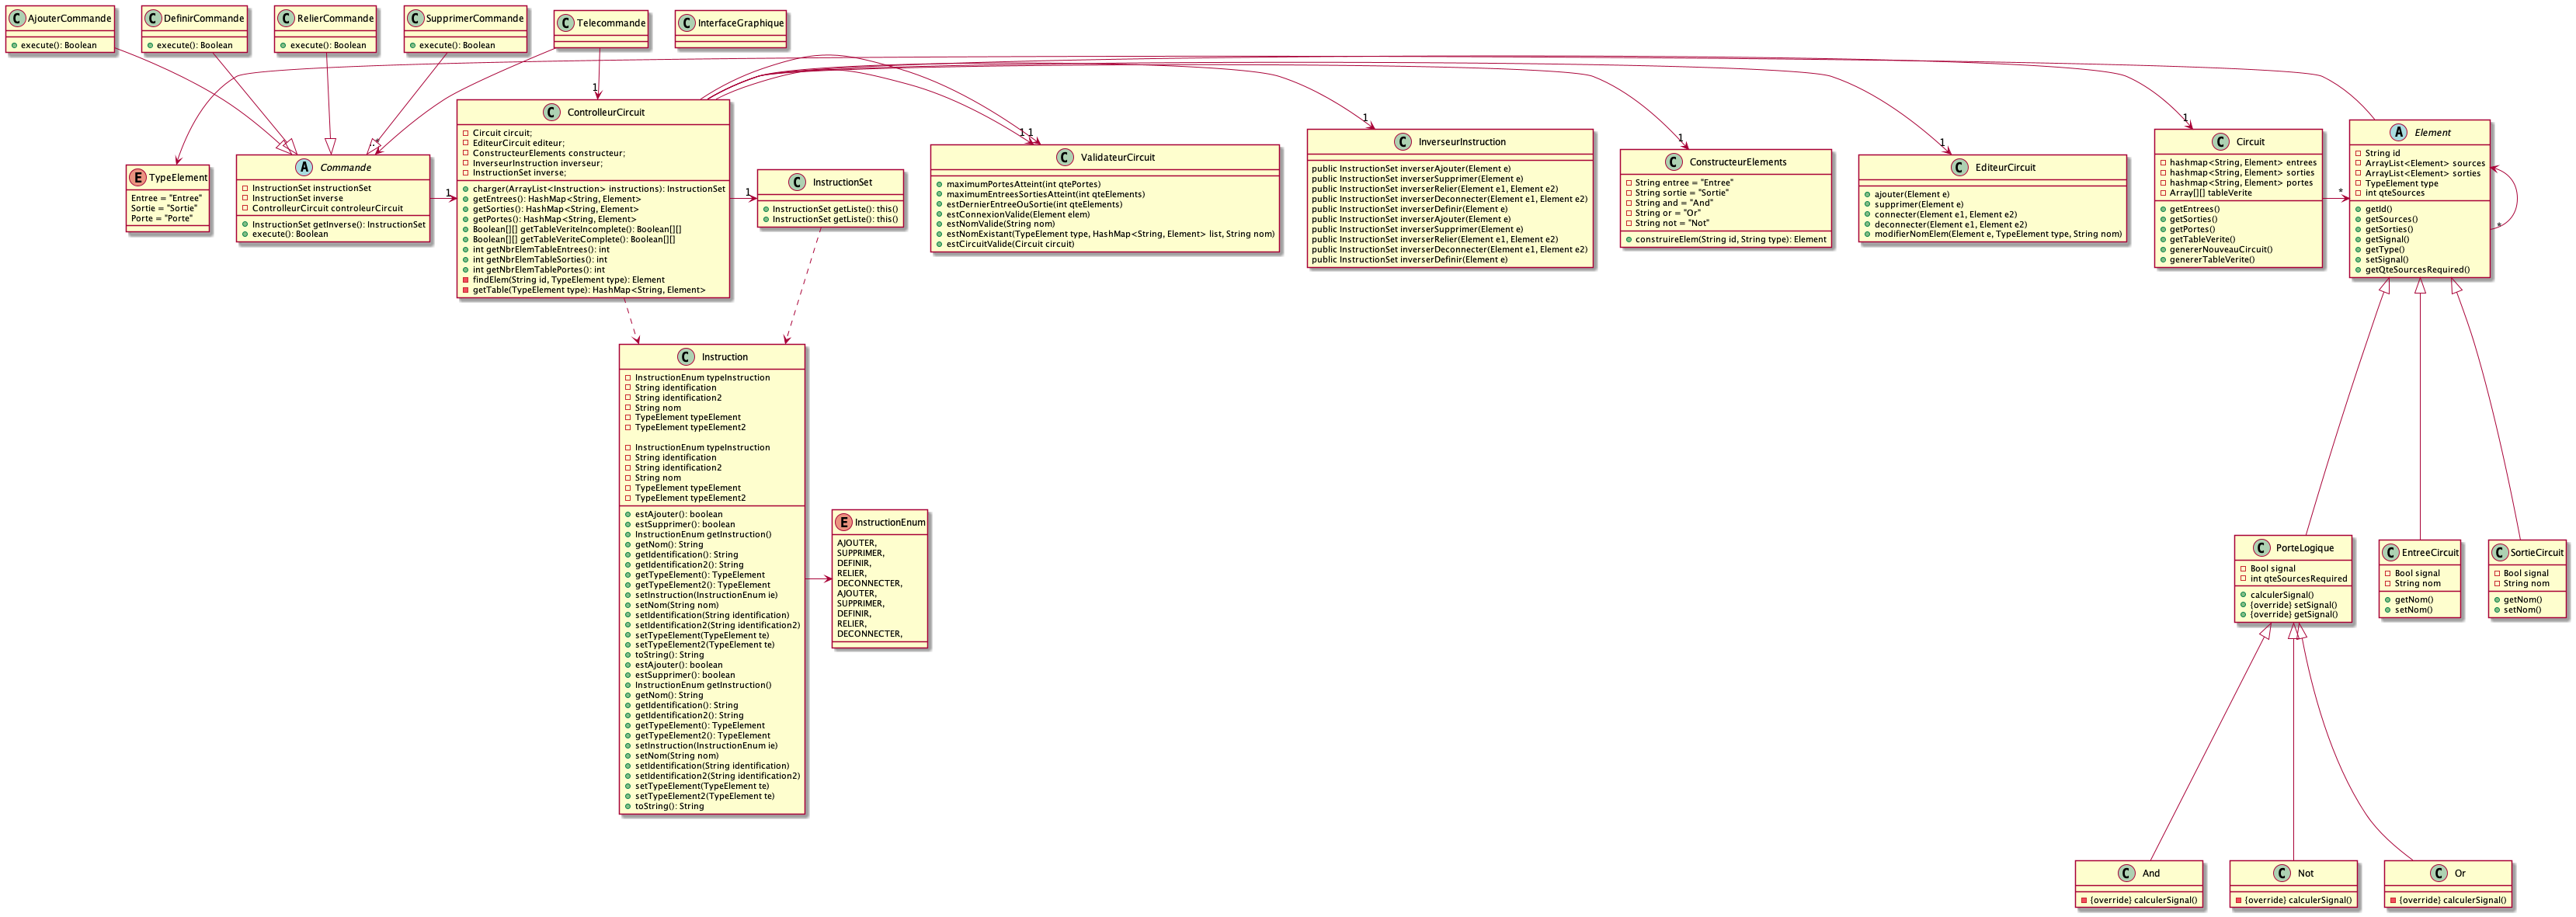 AjouterCommande
execute(): Boolean
DefinirCommande
execute(): Boolean
RelierCommande
execute(): Boolean
SupprimerCommande
execute(): Boolean
Telecommande
InterfaceGraphique
1
TypeElement
Entree = "Entree"
Sortie = "Sortie"
Porte = "Porte"
Commande
InstructionSet instructionSet
InstructionSet inverse
ControlleurCircuit controleurCircuit
InstructionSet getInverse(): InstructionSet
execute(): Boolean
*
1
ControlleurCircuit
Circuit circuit;
EditeurCircuit editeur;
ConstructeurElements constructeur;
InverseurInstruction inverseur;
InstructionSet inverse;
charger(ArrayList<Instruction> instructions): InstructionSet
getEntrees(): HashMap<String, Element>
getSorties(): HashMap<String, Element>
getPortes(): HashMap<String, Element>
Boolean[][] getTableVeriteIncomplete(): Boolean[][]
Boolean[][] getTableVeriteComplete(): Boolean[][]
int getNbrElemTableEntrees(): int
int getNbrElemTableSorties(): int
int getNbrElemTablePortes(): int
findElem(String id, TypeElement type): Element
getTable(TypeElement type): HashMap<String, Element>
1
InstructionSet
InstructionSet getListe(): this()
InstructionSet getListe(): this()
1
1
ValidateurCircuit
maximumPortesAtteint(int qtePortes)
maximumEntreesSortiesAtteint(int qteElements)
estDernierEntreeOuSortie(int qteElements)
estConnexionValide(Element elem)
estNomValide(String nom)
estNomExistant(TypeElement type, HashMap<String, Element> list, String nom)
estCircuitValide(Circuit circuit)
1
InverseurInstruction
public InstructionSet inverserAjouter(Element e)
public InstructionSet inverserSupprimer(Element e)
public InstructionSet inverserRelier(Element e1, Element e2)
public InstructionSet inverserDeconnecter(Element e1, Element e2)
public InstructionSet inverserDefinir(Element e)
public InstructionSet inverserAjouter(Element e)
public InstructionSet inverserSupprimer(Element e)
public InstructionSet inverserRelier(Element e1, Element e2)
public InstructionSet inverserDeconnecter(Element e1, Element e2)
public InstructionSet inverserDefinir(Element e)
1
ConstructeurElements
String entree = "Entree"
String sortie = "Sortie"
String and = "And"
String or = "Or"
String not = "Not"
construireElem(String id, String type): Element
1
EditeurCircuit
ajouter(Element e)
supprimer(Element e)
connecter(Element e1, Element e2)
deconnecter(Element e1, Element e2)
modifierNomElem(Element e, TypeElement type, String nom)
1
Circuit
hashmap<String, Element> entrees
hashmap<String, Element> sorties
hashmap<String, Element> portes
Array[][] tableVerite
getEntrees()
getSorties()
getPortes()
getTableVerite()
genererNouveauCircuit()
genererTableVerite()
*
Element
String id
ArrayList<Element> sources
ArrayList<Element> sorties
TypeElement type
int qteSources
getId()
getSources()
getSorties()
getSignal()
getType()
setSignal()
getQteSourcesRequired()
*
Instruction
InstructionEnum typeInstruction
String identification
String identification2
String nom
TypeElement typeElement
TypeElement typeElement2
InstructionEnum typeInstruction
String identification
String identification2
String nom
TypeElement typeElement
TypeElement typeElement2
estAjouter(): boolean
estSupprimer(): boolean
InstructionEnum getInstruction()
getNom(): String
getIdentification(): String
getIdentification2(): String
getTypeElement(): TypeElement
getTypeElement2(): TypeElement
setInstruction(InstructionEnum ie)
setNom(String nom)
setIdentification(String identification)
setIdentification2(String identification2)
setTypeElement(TypeElement te)
setTypeElement2(TypeElement te)
toString(): String
estAjouter(): boolean
estSupprimer(): boolean
InstructionEnum getInstruction()
getNom(): String
getIdentification(): String
getIdentification2(): String
getTypeElement(): TypeElement
getTypeElement2(): TypeElement
setInstruction(InstructionEnum ie)
setNom(String nom)
setIdentification(String identification)
setIdentification2(String identification2)
setTypeElement(TypeElement te)
setTypeElement2(TypeElement te)
toString(): String
InstructionEnum
AJOUTER,
SUPPRIMER,
DEFINIR,
RELIER,
DECONNECTER,
AJOUTER,
SUPPRIMER,
DEFINIR,
RELIER,
DECONNECTER,
PorteLogique
Bool signal
int qteSourcesRequired
calculerSignal()
{override} setSignal()
{override} getSignal()
EntreeCircuit
Bool signal
String nom
getNom()
setNom()
SortieCircuit
Bool signal
String nom
getNom()
setNom()
And
{override} calculerSignal()
Not
{override} calculerSignal()
Or
{override} calculerSignal()